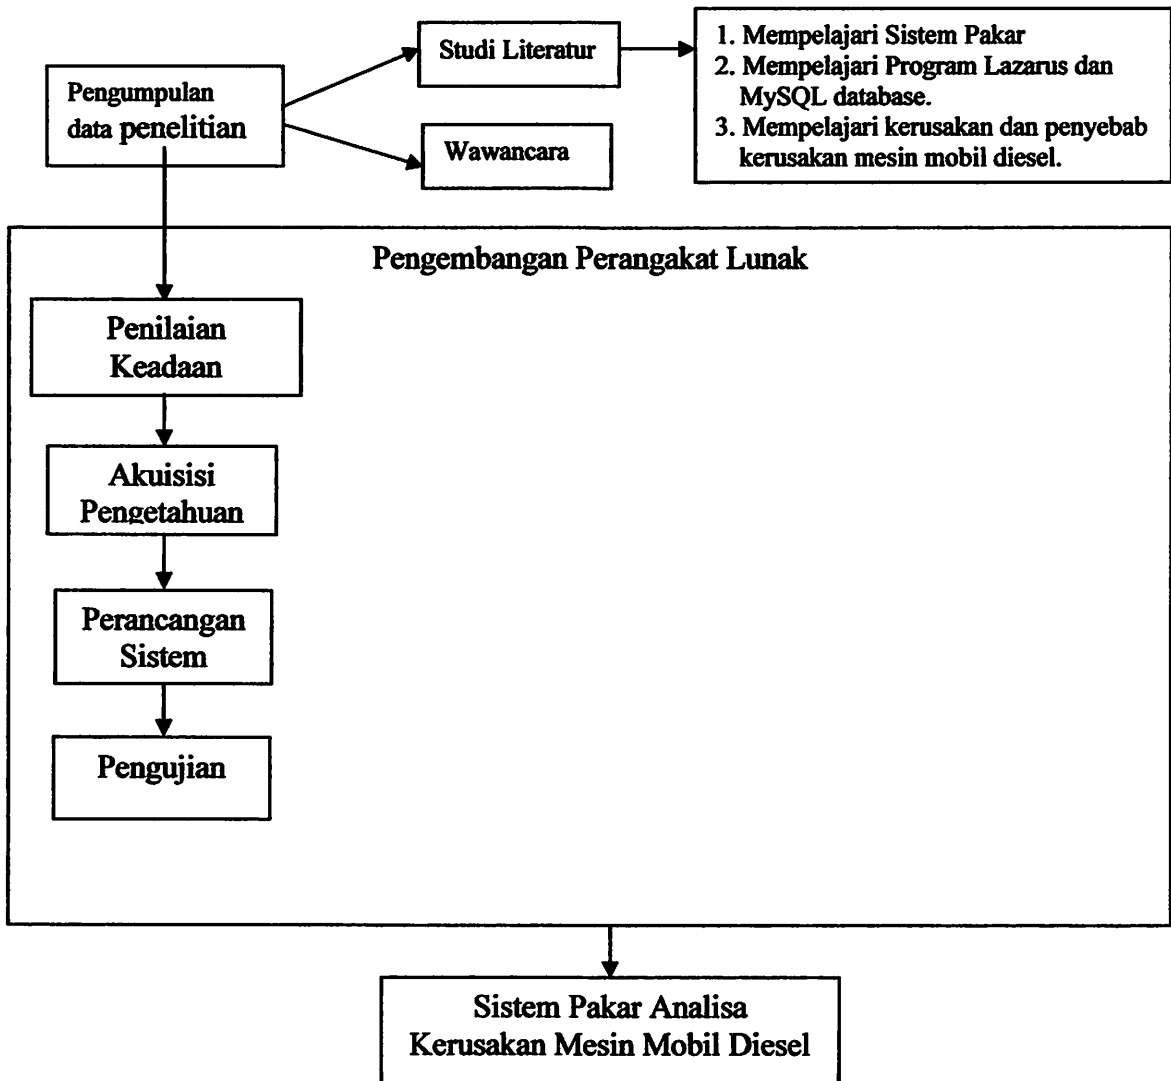 Pengumpulan
data penelitian
Studi Literatur
Wawancara
1. Mempelajari Sistem Pakar
2. Mempelajari Program Lazarus dan
MySQL database.
3. Mempelajari kerusakan dan penyebab
kerusakan mesin mobil diesel.
Pengembangan Perangakat Lunak
Penilaian
Keadaan
Akuisisi
Pengetahuan
Perancangan
Sistem
Pengujian
Sistem Pakar Analisa
Kerusakan Mesin Mobil Diesel